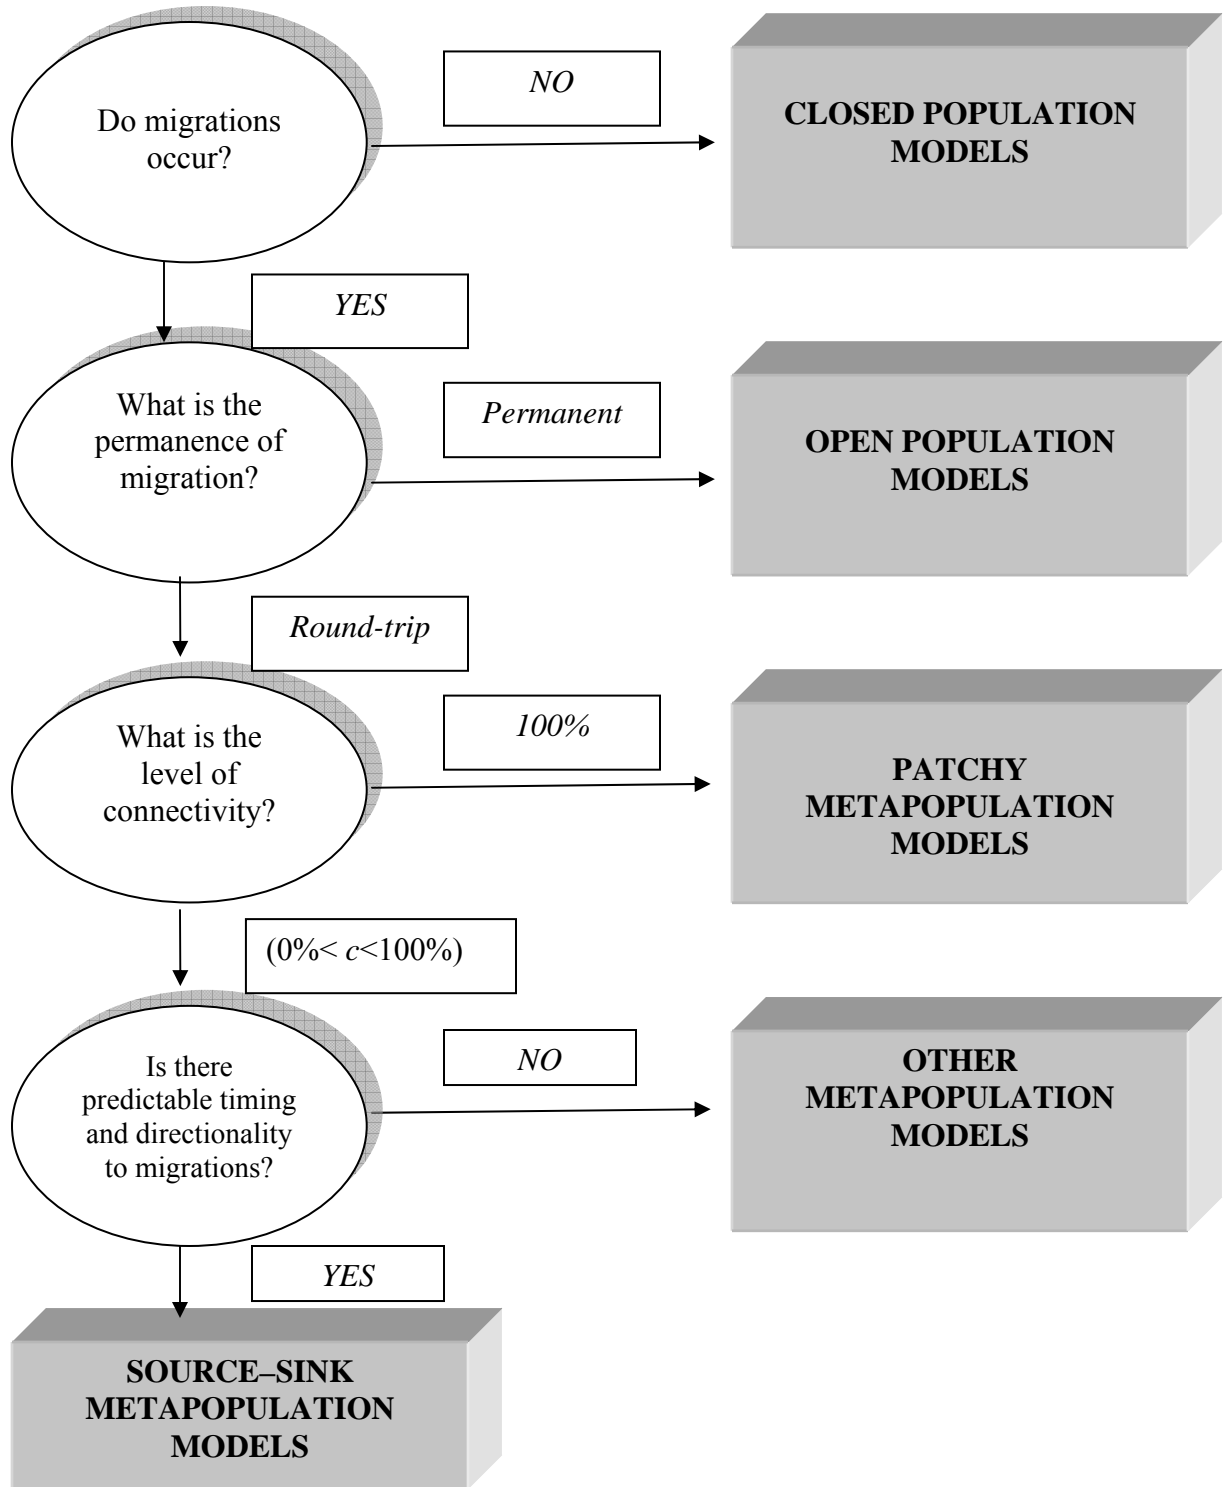 Do migrations
occur?
NO
CLOSED POPULATION
MODELS
YES
What is the
permanence of
migration?
Permanent
OPEN POPULATION
MODELS
Round-trip
What is the
level of
connectivity?
100%
PATCHY
METAPOPULATION
MODELS
(0%< c<100%)
Is there
predictable timing
and directionality
to migrations?
NO
OTHER
METAPOPULATION
MODELS
YES
SOURCE–SINK
METAPOPULATION
MODELS